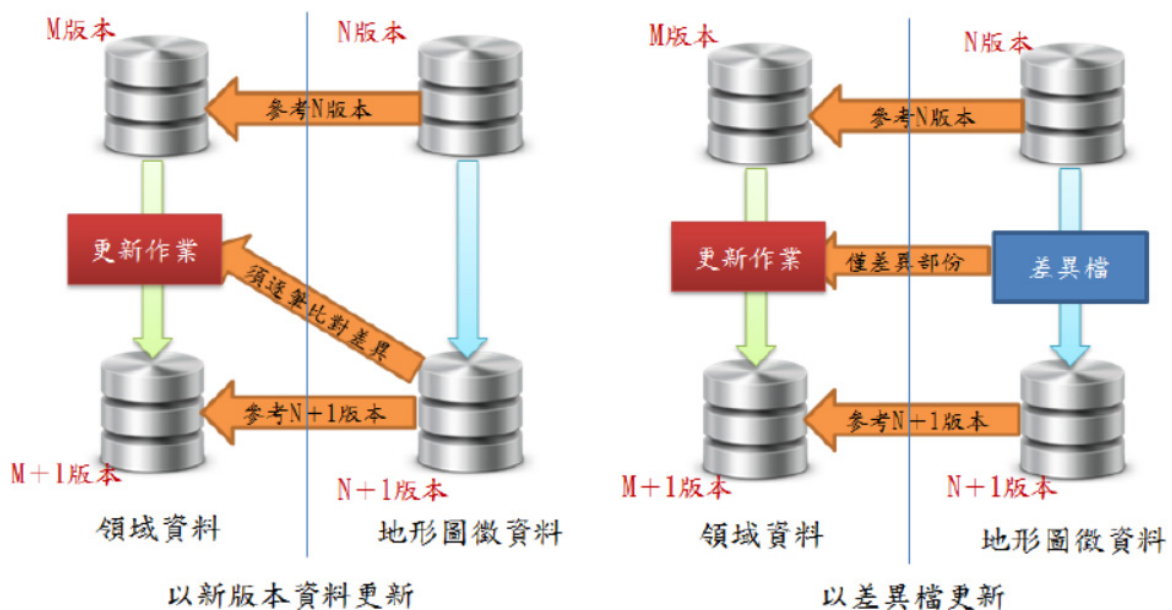 M版本
N版本
參考N版本
更新作業
須逐筆比對差異
參考N+1版本
M+1版本
N+1版本
領域資料
地形圖徵資料
以新版本資料更新
M版本
N版本
參考N版本
更新作業
僅差異部份
差異檔
參考N+1版本
M+1版本
N+1版本
領域資料
地形圖徵資料
以差異檔更新